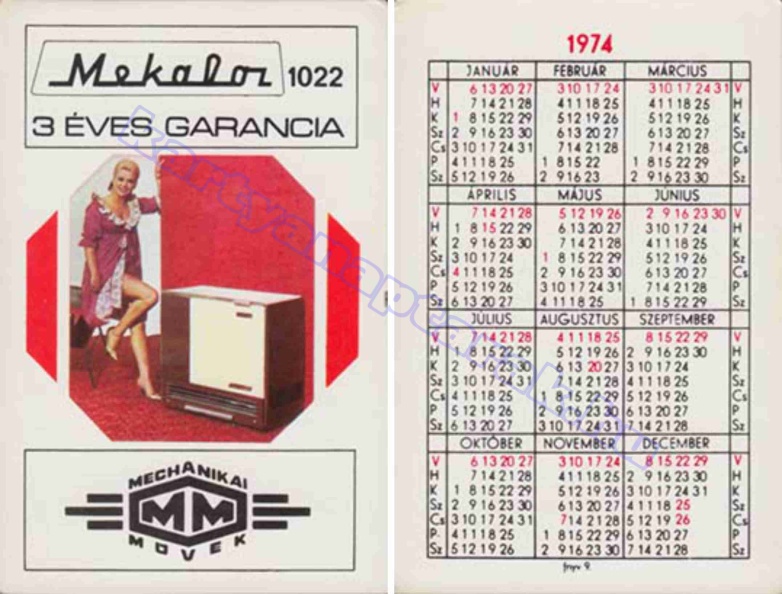 Mekalor 1022
3 ÉVES GARANCIA
MECHANIKAI
MM
MŰVEK
1974
JANUÁR FEBRUÁR MÁRCIUS
V 6 13 20 27 3 10 17 24 3 10 17 24 31 V
H 7 14 21 28 4 11 18 25 4 11 18 25 H
K 1 8 15 22 29 5 12 19 26 5 12 19 26 K
Sz 2 9 16 23 30 6 13 20 27 6 13 20 27 Sz
Cs 3 10 17 24 31 7 14 21 28 7 14 21 28 Cs
P 4 11 18 25 1 8 15 22 1 8 15 22 29 P
Sz 5 12 19 26 2 9 16 23 2 9 16 23 30 Sz
ÁPRILIS MÁJUS JÚNIUS
V 7 14 21 28 5 12 19 26 2 9 16 23 30 V
H 1 8 15 22 29 6 13 20 27 3 10 17 24 H
K 2 9 16 23 30 7 14 21 28 4 11 18 25 K
Sz 3 10 17 24 1 8 15 22 29 5 12 19 26 Sz
Cs 4 11 18 25 2 9 16 23 30 6 13 20 27 Cs
P 5 12 19 26 3 10 17 24 31 7 14 21 28 P
Sz 6 13 20 27 4 11 18 25 1 8 15 22 29 Sz
JÚLIUS AUGUSZTUS SZEPTEMBER
V 7 14 21 28 4 11 18 25 8 15 22 29 V
H 1 8 15 22 29 5 12 19 26 2 9 16 23 30 H
K 2 9 16 23 30 6 13 20 27 3 10 17 24 K
Sz 3 10 17 24 31 7 14 21 28 4 11 18 25 Sz
Cs 4 11 18 25 1 8 15 22 29 5 12 19 26 Cs
P 5 12 19 26 2 9 16 23 30 6 13 20 27 P
Sz 6 13 20 27 3 10 17 24 31 7 14 21 28 Sz
OKTÓBER NOVEMBER DECEMBER
V 6 13 20 27 3 10 17 24 8 15 22 29 V
H 7 14 21 28 4 11 18 25 2 9 16 23 30 H
K 1 8 15 22 29 5 12 19 26 3 10 17 24 31 K
Sz 2 9 16 23 30 6 13 20 27 4 11 18 25 Sz
Cs 3 10 17 24 31 7 14 21 28 5 12 19 26 Cs
P 4 11 18 25 1 8 15 22 29 6 13 20 27 P
Sz 5 12 19 26 2 9 16 23 30 7 14 21 28 Sz